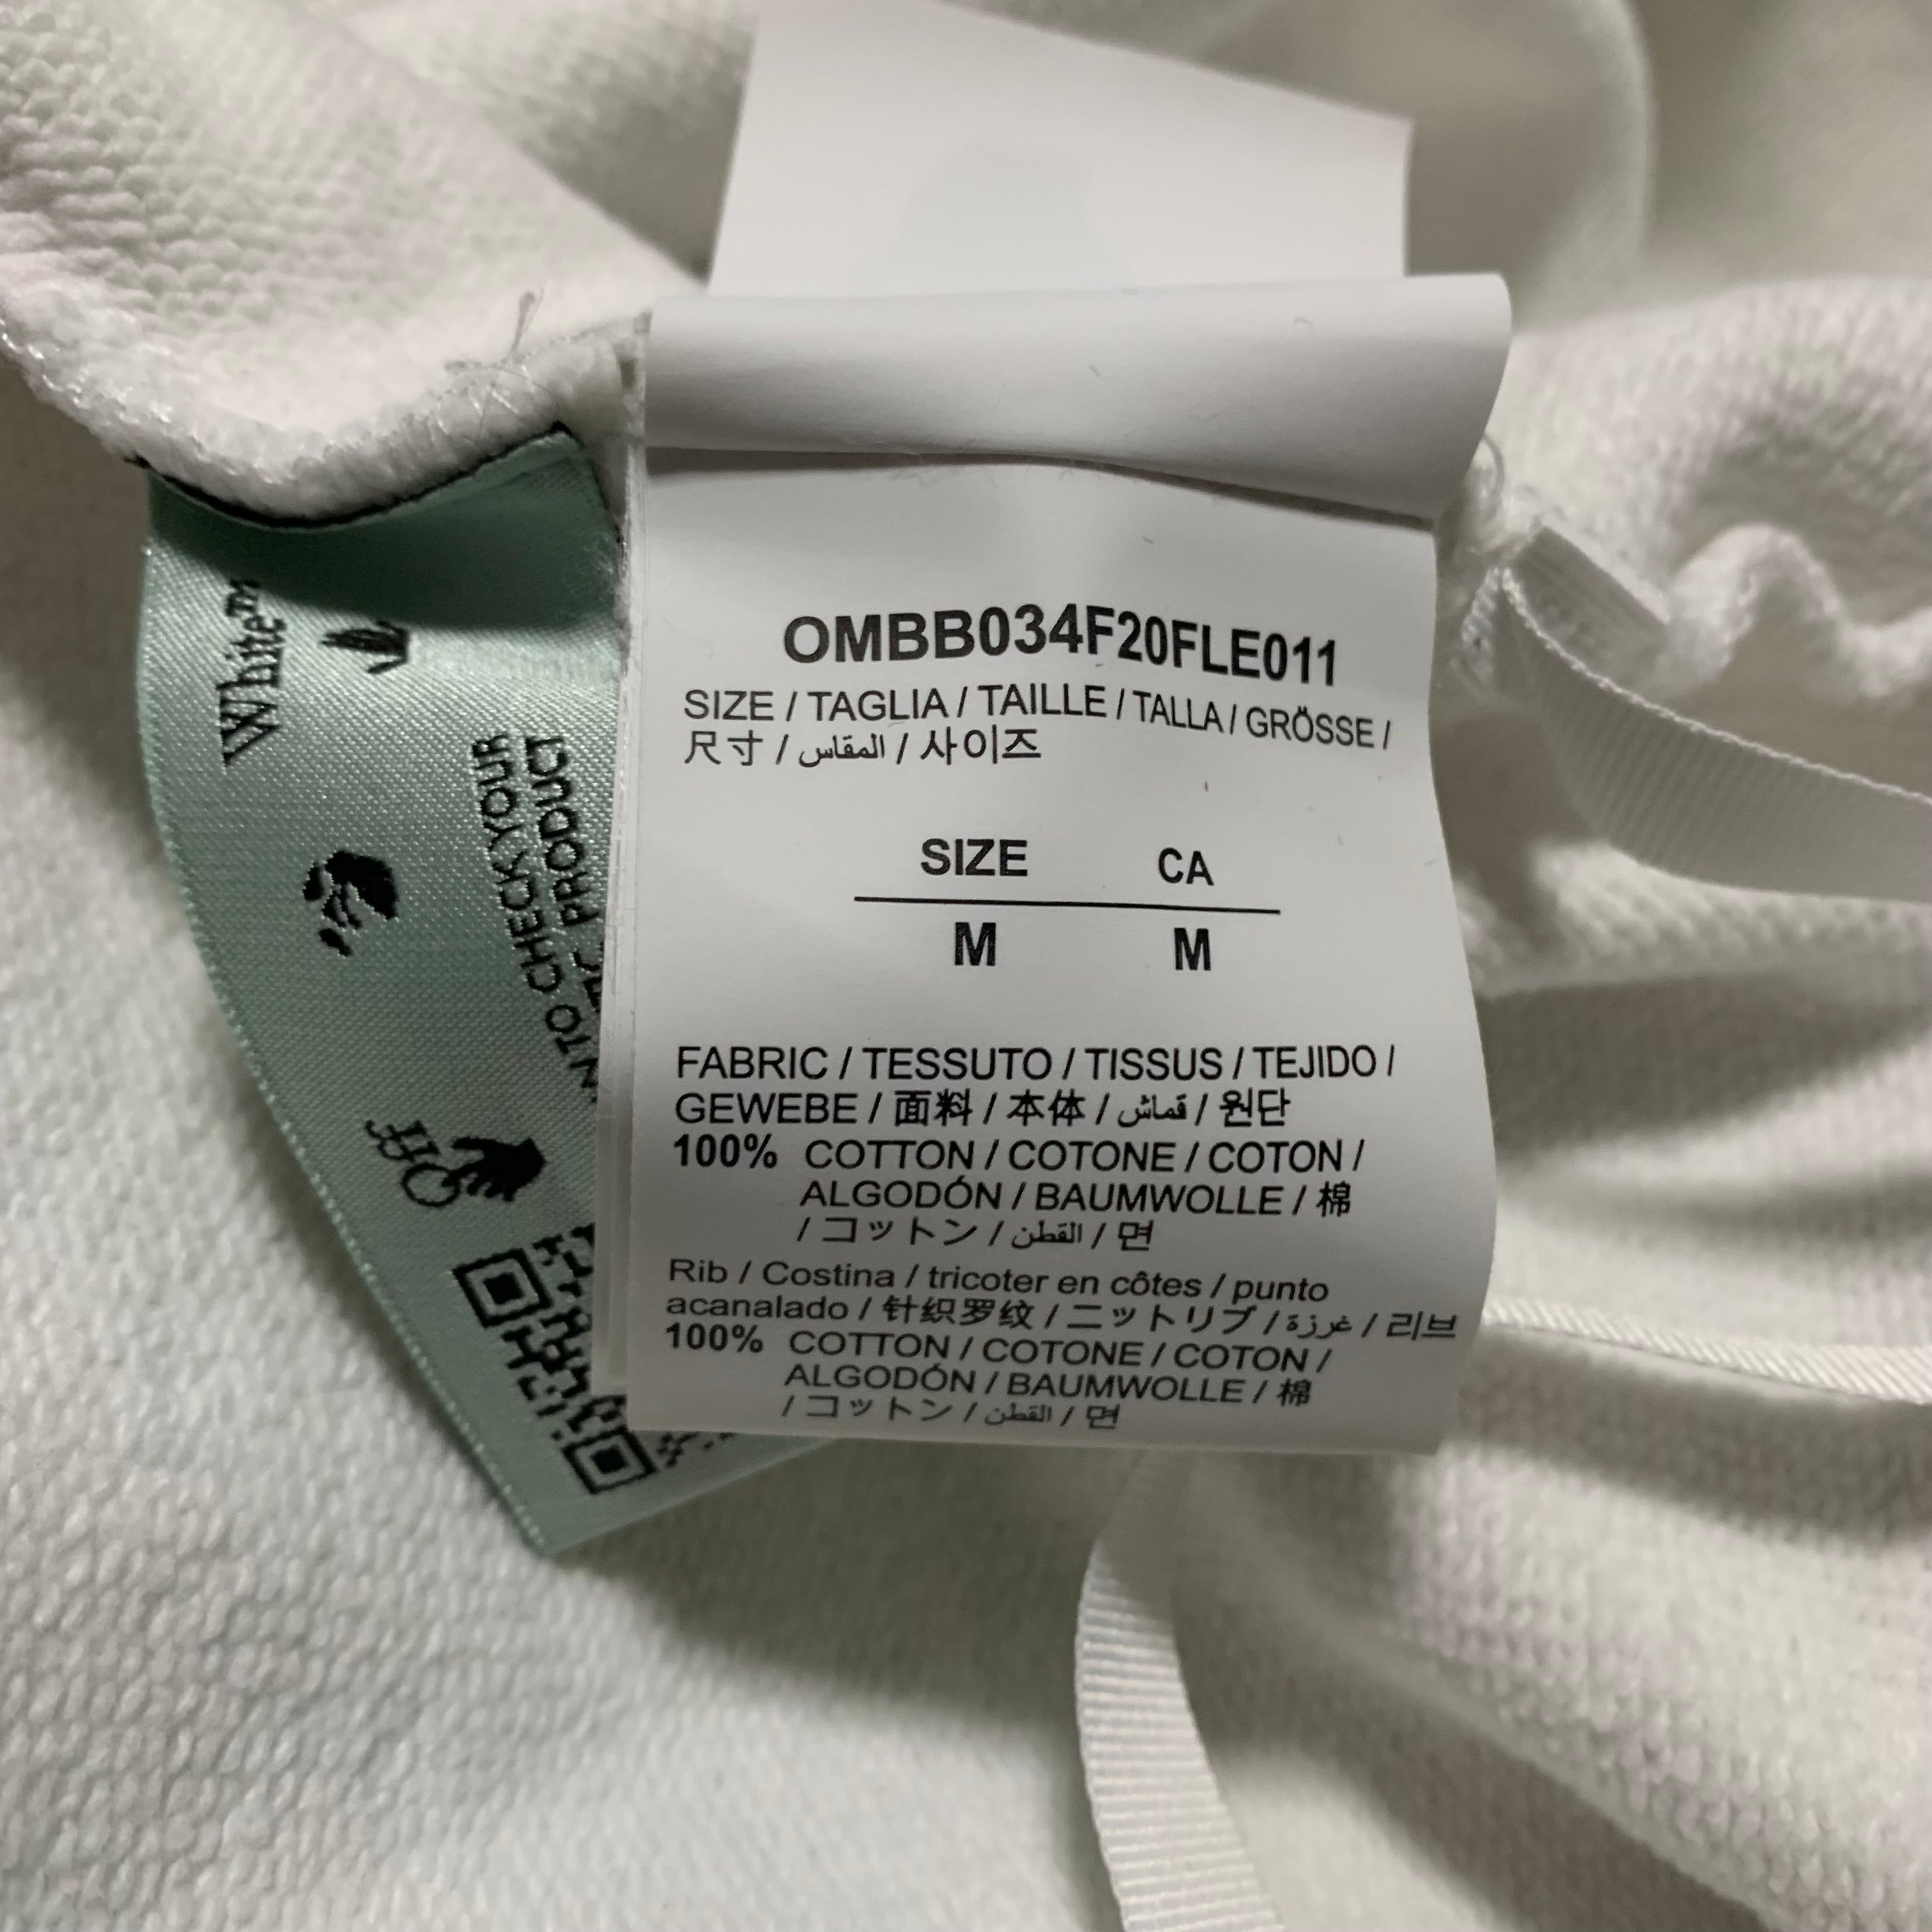 OMBB034F20FLE011
SIZE / TAGLIA / TAILLE / TALLA / GRÖSSE /
尺寸 / المقاس / 사이즈
SIZE CA
M M
FABRIC / TESSUTO / TISSUS / TEJIDO /
GEWEBE / 面料 / 本体 / قماش / 원단
100% COTTON / COTONE / COTON /
ALGODÓN / BAUMWOLLE / 棉
/ コットン / القطن / 면
Rib / Costina / tricoter en côtes / punto
acanalado / 针织罗纹 / ニットリブ / غرزة / 리브
100% COTTON / COTONE / COTON /
ALGODÓN / BAUMWOLLE / 棉
/ コットン / القطن / 면
Off
White™
TO CHECK YOUR
PRODUCT